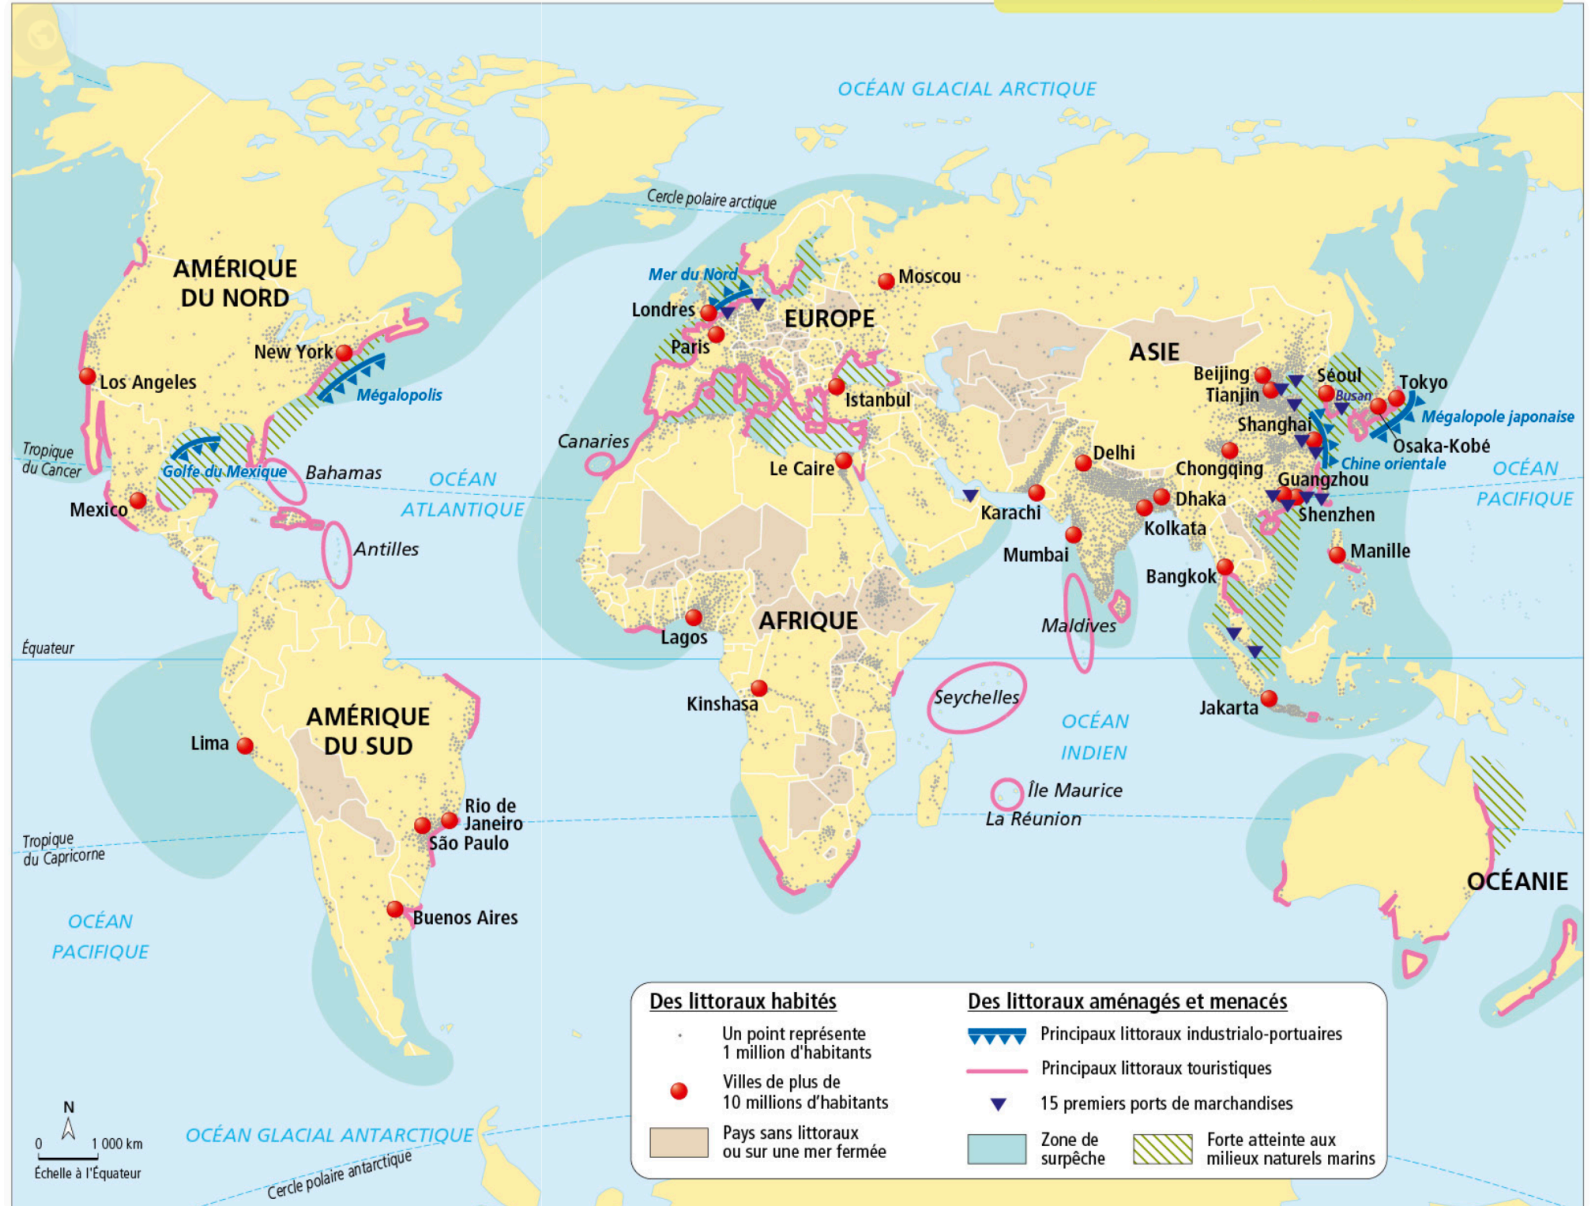 OCÉAN GLACIAL ARCTIQUE
Cercle polaire arctique
AMÉRIQUE
DU NORD
Mer du Nord
Moscou
Londres
EUROPE
Paris
ASIE
New York
Los Angeles
Mégalopolis
Istanbul
Beijing
Tianjin
Séoul
Busan
Tokyo
Mégalopole japonaise
Shanghai
Osaka-Kobé
Tropique
du Cancer
Golfe du Mexique
Bahamas
Canaries
Le Caire
Delhi
Chongqing
Chine orientale
OCÉAN
PACIFIQUE
OCÉAN
ATLANTIQUE
Guangzhou
Mexico
Karachi
Dhaka
Shenzhen
Kolkata
Antilles
Mumbai
Manille
Bangkok
AFRIQUE
Lagos
Maldives
Équateur
Kinshasa
Seychelles
Jakarta
AMÉRIQUE
DU SUD
OCÉAN
INDIEN
Lima
Île Maurice
La Réunion
Rio de
Janeiro
São Paulo
Tropique
du Capricorne
OCÉANIE
Buenos Aires
OCÉAN
PACIFIQUE
Des littoraux habités
Un point représente
1 million d'habitants
Villes de plus de
10 millions d'habitants
Pays sans littoraux
ou sur une mer fermée
Des littoraux aménagés et menacés
Principaux littoraux industrialo-portuaires
Principaux littoraux touristiques
15 premiers ports de marchandises
Zone de
surpêche
Forte atteinte aux
milieux naturels marins
N
0 1 000 km
Échelle à l'Équateur
OCÉAN GLACIAL ANTARCTIQUE
Cercle polaire antarctique